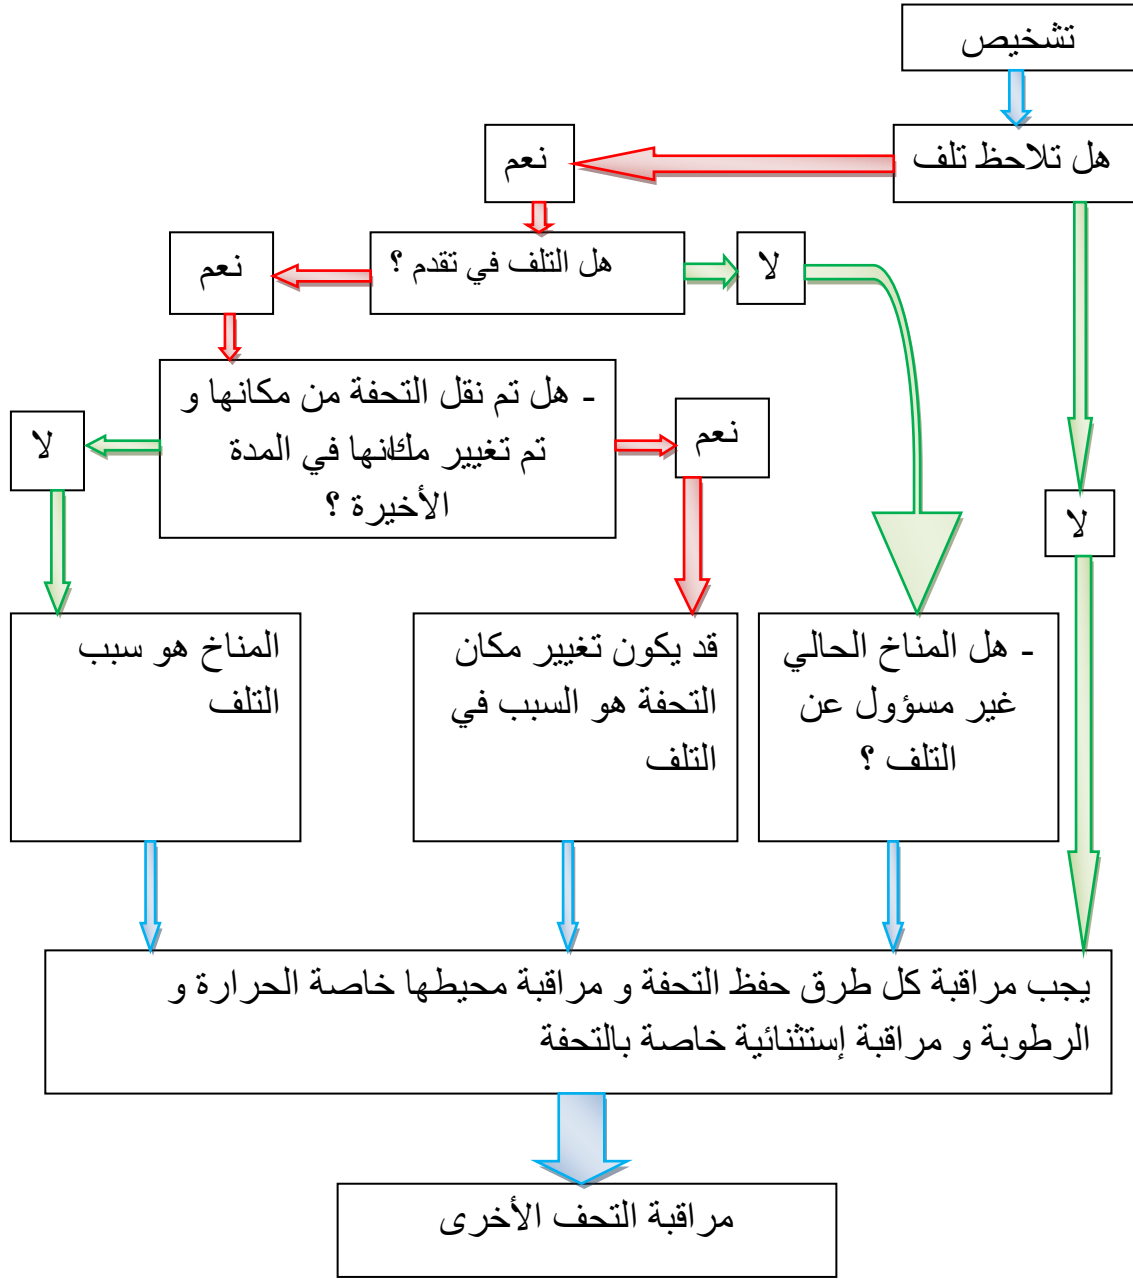 تشخيص
هل تلاحظ تلف
نعم
هل التلف في تقدم ؟
لا
نعم
- هل تم نقل التحفة من مكانها و
تم تغيير مكانها في المدة
الأخيرة ؟
نعم
لا
لا
- هل المناخ الحالي
غير مسؤول عن
التلف ؟
قد يكون تغيير مكان
التحفة هو السبب في
التلف
المناخ هو سبب
التلف
يجب مراقبة كل طرق حفظ التحفة و مراقبة محيطها خاصة الحرارة و
الرطوبة و مراقبة إستثنائية خاصة بالتحفة
مراقبة التحف الأخرى